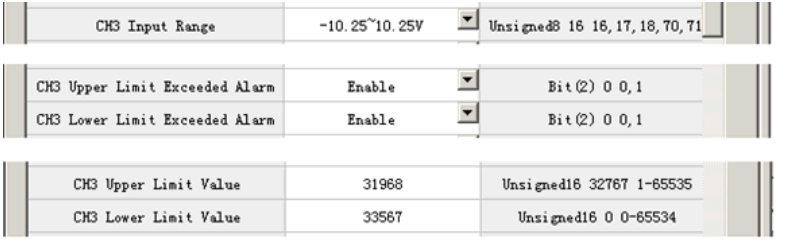 CH3 Input Range -10.25~10.25V Unsigned8 16 16,17,18,70,71
CH3 Upper Limit Exceeded Alarm Enable Bit(2) 0 0,1
CH3 Lower Limit Exceeded Alarm Enable Bit(2) 0 0,1
CH3 Upper Limit Value 31968 Unsigned16 32767 1-65535
CH3 Lower Limit Value 33567 Unsigned16 0 0-65534